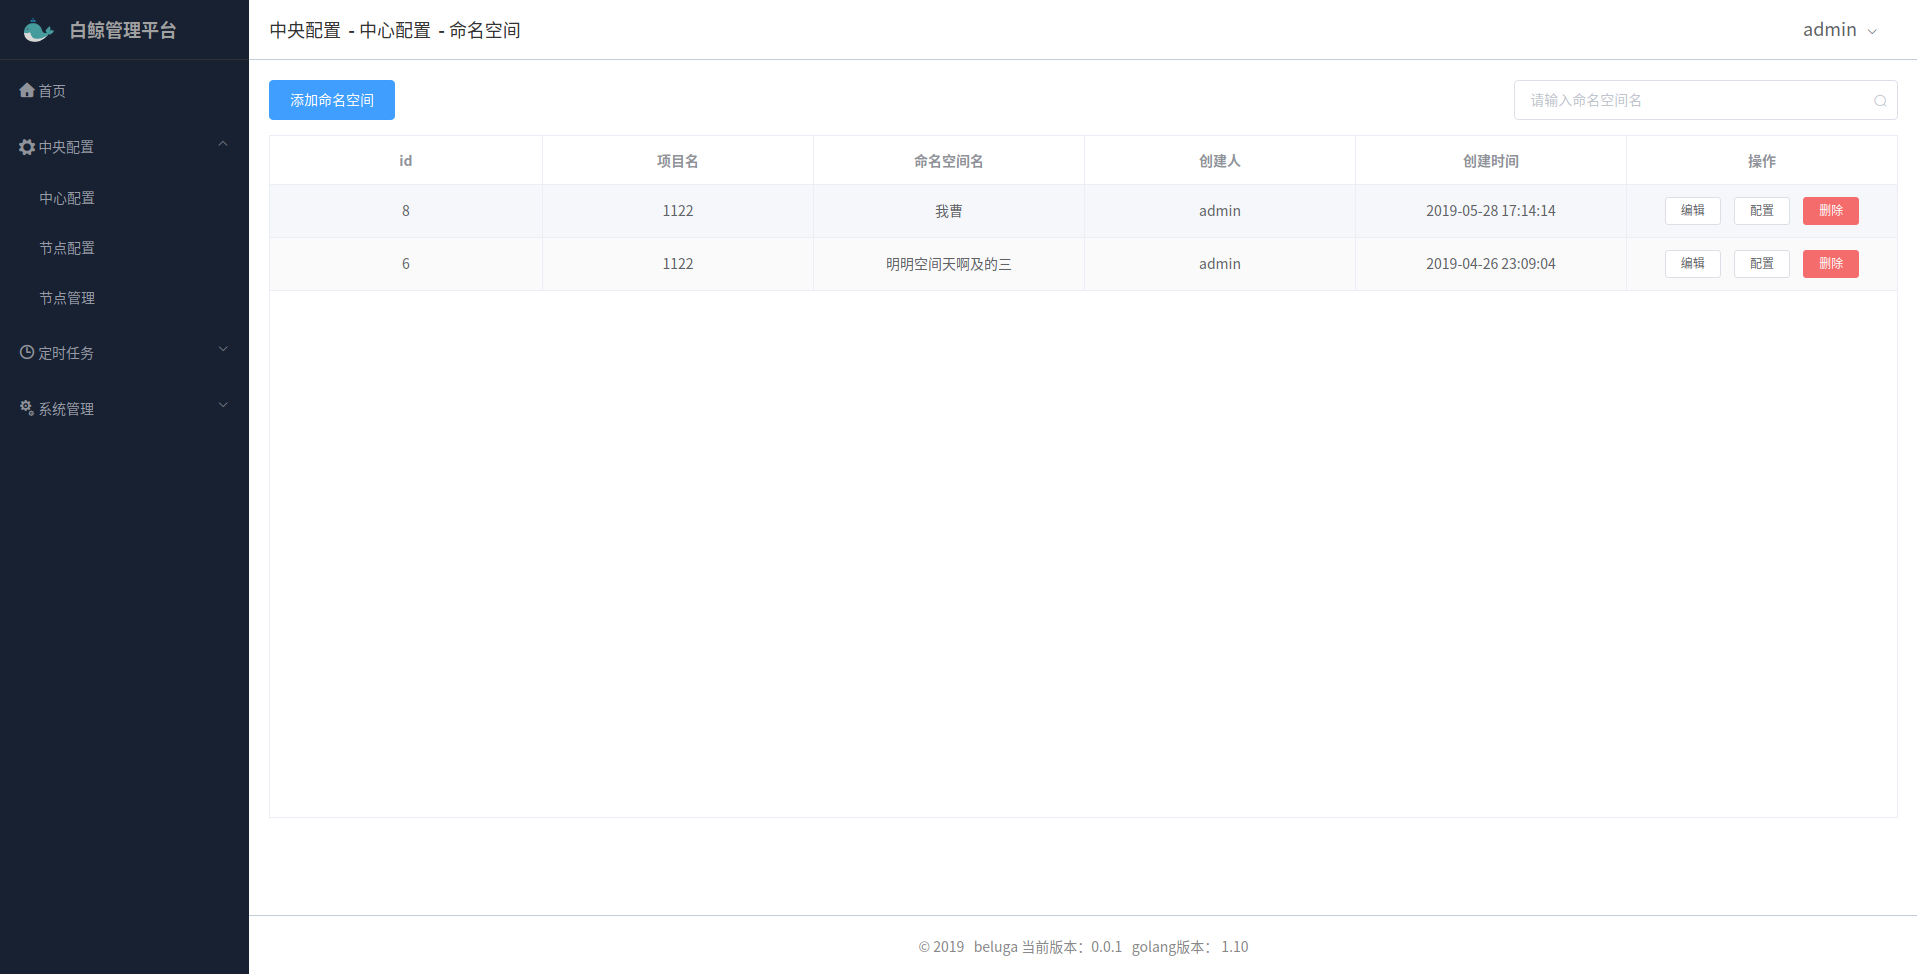 白鲸管理平台
首页
中央配置
中心配置
节点配置
节点管理
定时任务
系统管理
中央配置 - 中心配置 - 命名空间
admin
添加命名空间
请输入命名空间名
id 项目名 命名空间名 创建人 创建时间 操作
8 1122 我曹 admin 2019-05-28 17:14:14 编辑 配置 删除
6 1122 明明空间天啊及的三 admin 2019-04-26 23:09:04 编辑 配置 删除
© 2019 beluga 当前版本：0.0.1 golang版本： 1.10